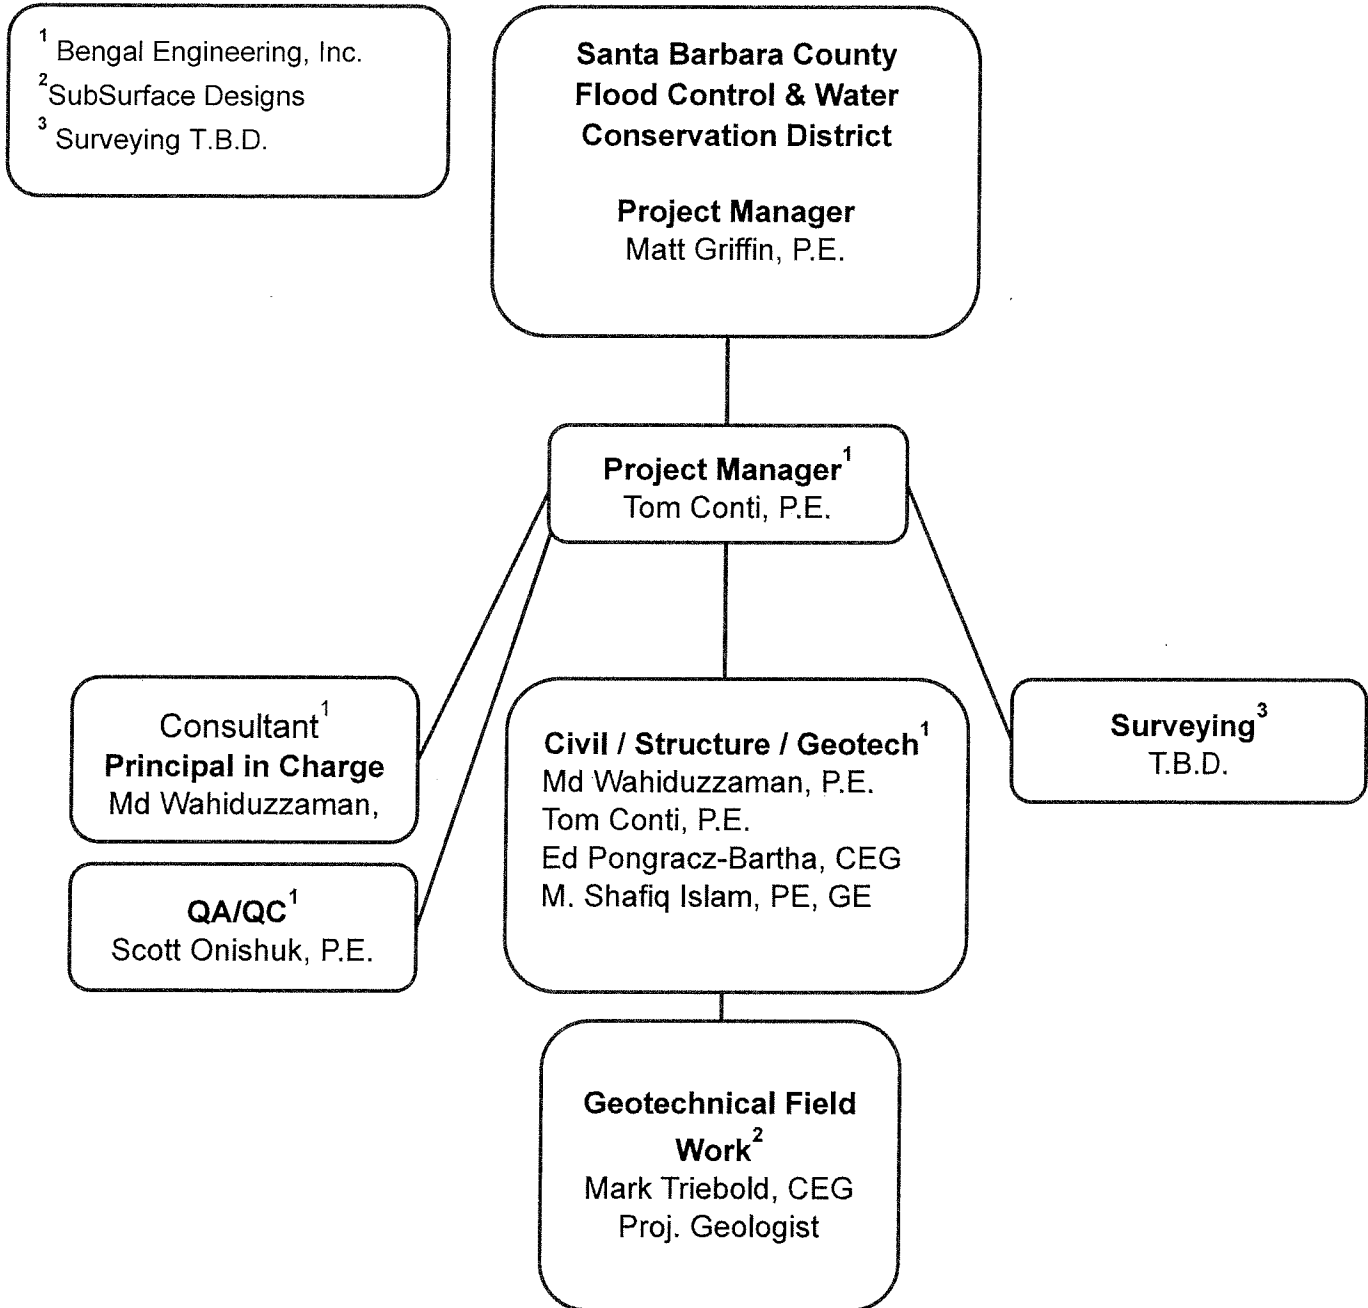 ¹ Bengal Engineering, Inc.
²SubSurface Designs
³ Surveying T.B.D.
Santa Barbara County
Flood Control & Water
Conservation District
Project Manager
Matt Griffin, P.E.
Project Manager¹
Tom Conti, P.E.
Consultant¹
Principal in Charge
Md Wahiduzzaman,
QA/QC¹
Scott Onishuk, P.E.
Civil / Structure / Geotech¹
Md Wahiduzzaman, P.E.
Tom Conti, P.E.
Ed Pongracz-Bartha, CEG
M. Shafiq Islam, PE, GE
Surveying³
T.B.D.
Geotechnical Field
Work²
Mark Triebold, CEG
Proj. Geologist